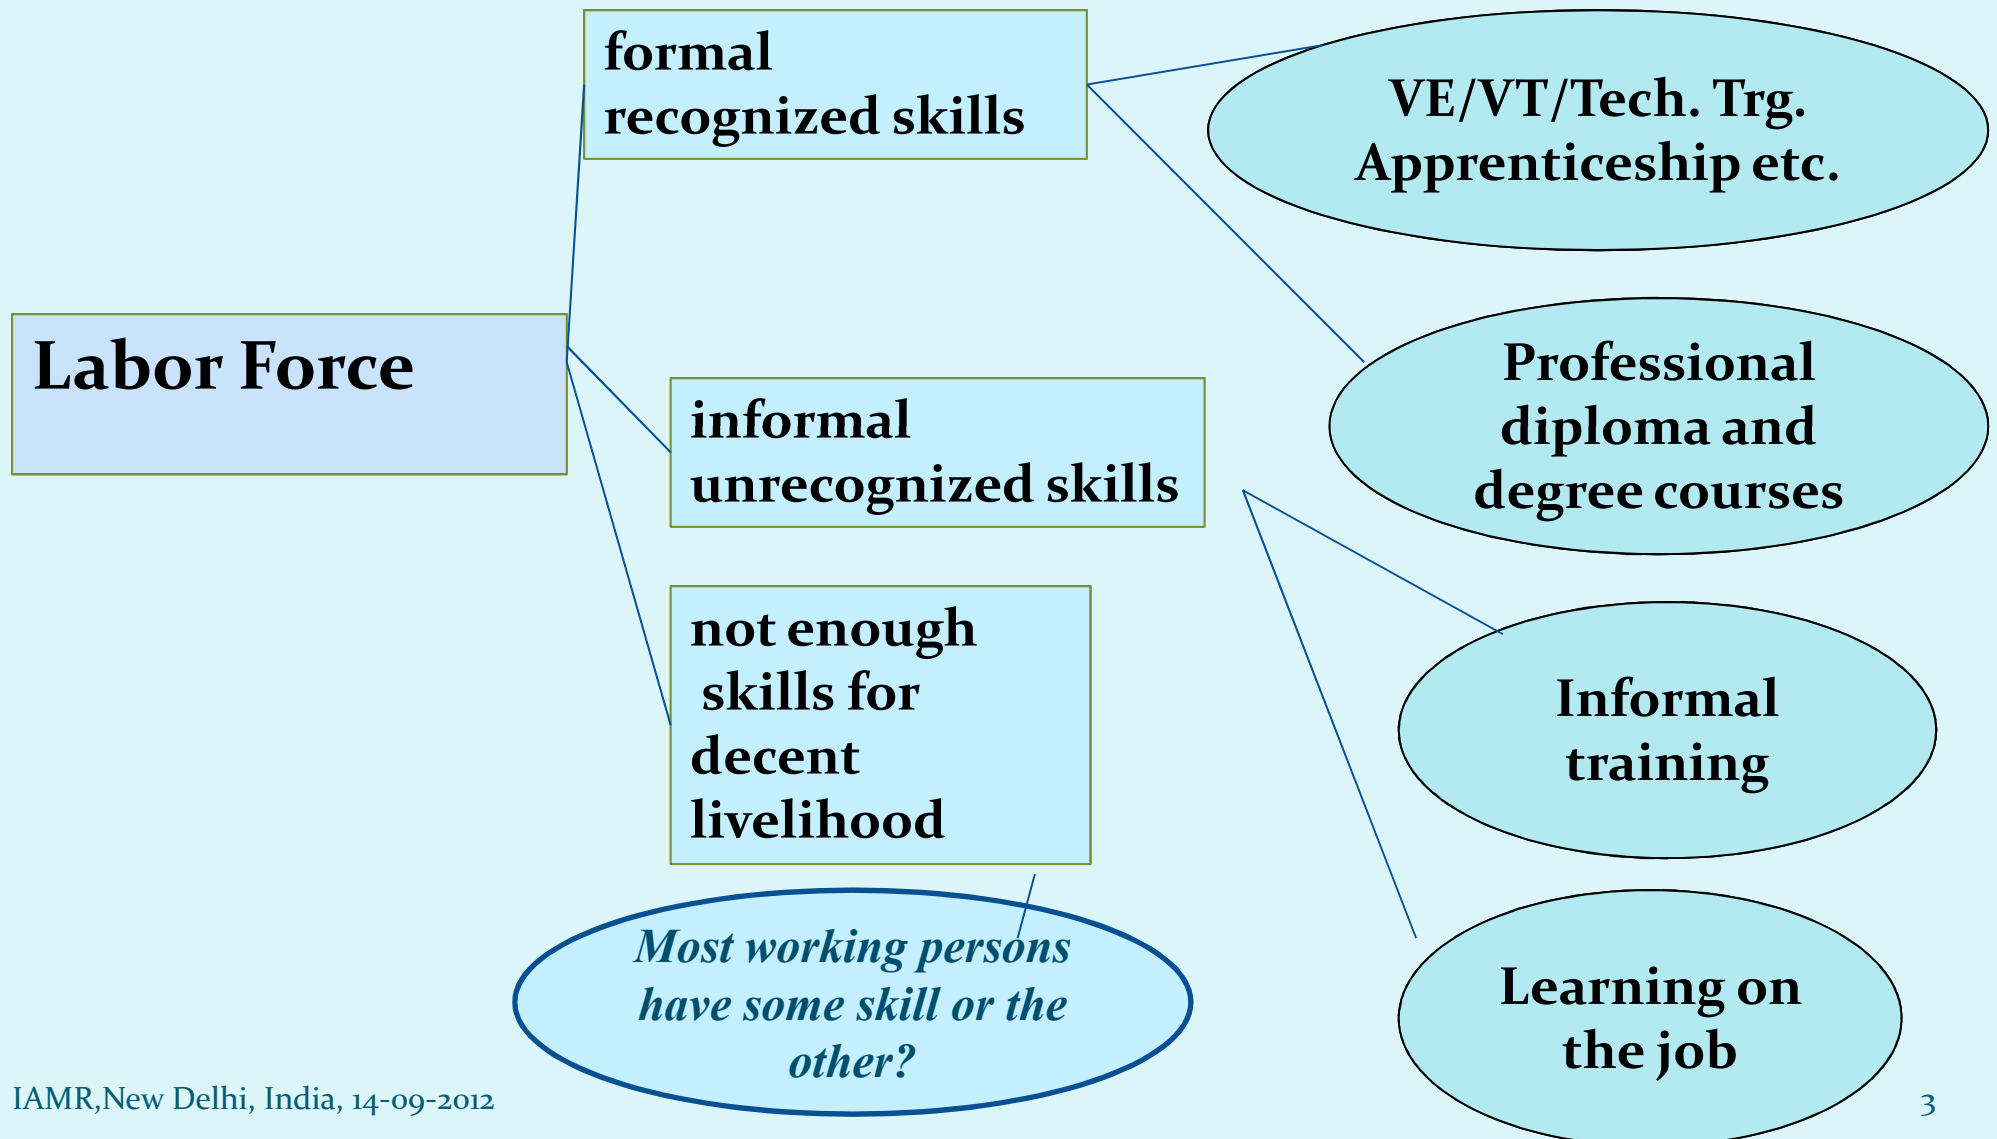 formal
recognized skills
VE/VT/Tech. Trg.
Apprenticeship etc.
Labor Force
informal
unrecognized skills
Professional
diploma and
degree courses
not enough
skills for
decent
livelihood
Informal
training
Most working persons
have some skill or the
other?
Learning on
the job
IAMR,New Delhi, India, 14-09-2012
3